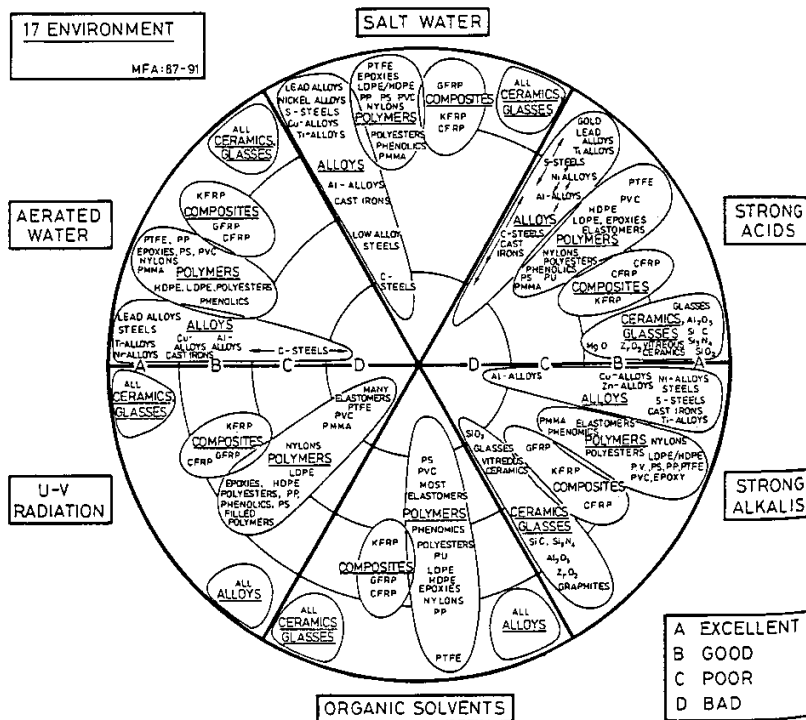 17 ENVIRONMENT
MFA:87-91
SALT WATER
LEAD ALLOYS
NICKEL ALLOYS
S-STEELS
Cu-ALLOYS
Ti-ALLOYS
ALLOYS
Al-ALLOYS
CAST IRONS
LOW ALLOY
STEELS
C-
STEELS
PTFE
EPOXIES
LDPE/HDPE
PP PS PVC
NYLONS
POLYMERS
POLYESTERS
PHENOLICS
PMMA
GFRP
COMPOSITES
KFRP
CFRP
ALL
CERAMICS
GLASSES
STRONG
ACIDS
GOLD
LEAD
ALLOYS
Ti ALLOYS
S-STEELS
Ni ALLOYS
Al-ALLOYS
ALLOYS
C-STEELS
CAST
IRONS
PTFE
PVC
HDPE
LDPE, EPOXIES
ELASTOMERS
POLYMERS
NYLONS
POLYESTERS
PHENOLICS
PS PU
PMMA
CFRP
CFRP
COMPOSITES
KFRP
GLASSES
CERAMICS, Al₂O₃
GLASSES Si C
Si₃N₄
MgO ZrO₂ VITREOUS
CERAMICS SiO₂
AERATED
WATER
ALL
CERAMICS,
GLASSES
KFRP
COMPOSITES
GFRP
CFRP
PTFE, PP
EPOXIES, PS, PVC
NYLONS
PMMA POLYMERS
HDPE, LDPE, POLYESTERS
PHENOLICS
LEAD ALLOYS
STEELS
Ti-ALLOYS
Ni-ALLOYS
ALLOYS
Cu-
ALLOYS
Al-
ALLOYS
CAST IRONS
C-STEELS
A B C D D C B A
U-V
RADIATION
ALL
CERAMICS,
GLASSES
KFRP
COMPOSITES
CFRP GFRP
MANY
ELASTOMERS
PTFE
PVC
PMMA
NYLONS
POLYMERS
LDPE
EPOXIES, HDPE
POLYESTERS, PP,
PHENOLICS, PS
FILLED
POLYMERS
ALL
ALLOYS
ORGANIC SOLVENTS
ALL
CERAMICS
GLASSES
KFRP
COMPOSITES
GFRP
CFRP
PS
PVC
MOST
ELASTOMERS
POLYMERS
PHENOMICS
POLYESTERS
PU
LDPE
HDPE
EPOXIES
NYLONS
PP
PTFE
ALL
ALLOYS
STRONG
ALKALIS
Al-ALLOYS
Cu-ALLOYS
Zn-ALLOYS
ALLOYS
Ni-ALLOYS
STEELS
S-STEELS
CAST IRONS
Ti-ALLOYS
PMMA ELASTOMERS
PHENOMICS
POLYMERS
POLYESTERS
NYLONS
LDPE/HDPE
P.V., PS, PP, PTFE
PVC, EPOXY
GFRP
KFRP
COMPOSITES
CFRP
SiO₂
GLASSES
VITREOUS
CERAMICS
CERAMICS
GLASSES
SiC, Si₃N₄
Al₂O₃
ZrO₂
GRAPHITES
A EXCELLENT
B GOOD
C POOR
D BAD